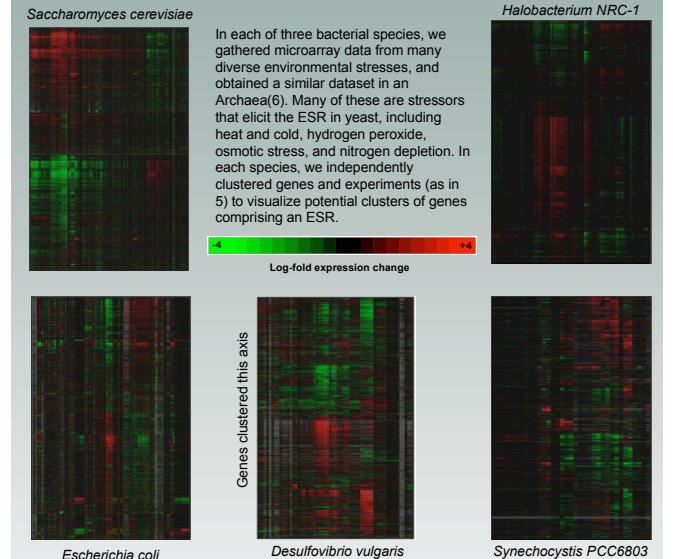 Saccharomyces cerevisiae
Halobacterium NRC-1
In each of three bacterial species, we
gathered microarray data from many
diverse environmental stresses, and
obtained a similar dataset in an
Archaea(6). Many of these are stressors
that elicit the ESR in yeast, including
heat and cold, hydrogen peroxide,
osmotic stress, and nitrogen depletion. In
each species, we independently
clustered genes and experiments (as in
5) to visualize potential clusters of genes
comprising an ESR.
-4 +4
Log-fold expression change
Genes clustered this axis
Escherichia coli
Desulfovibrio vulgaris
Synechocystis PCC6803